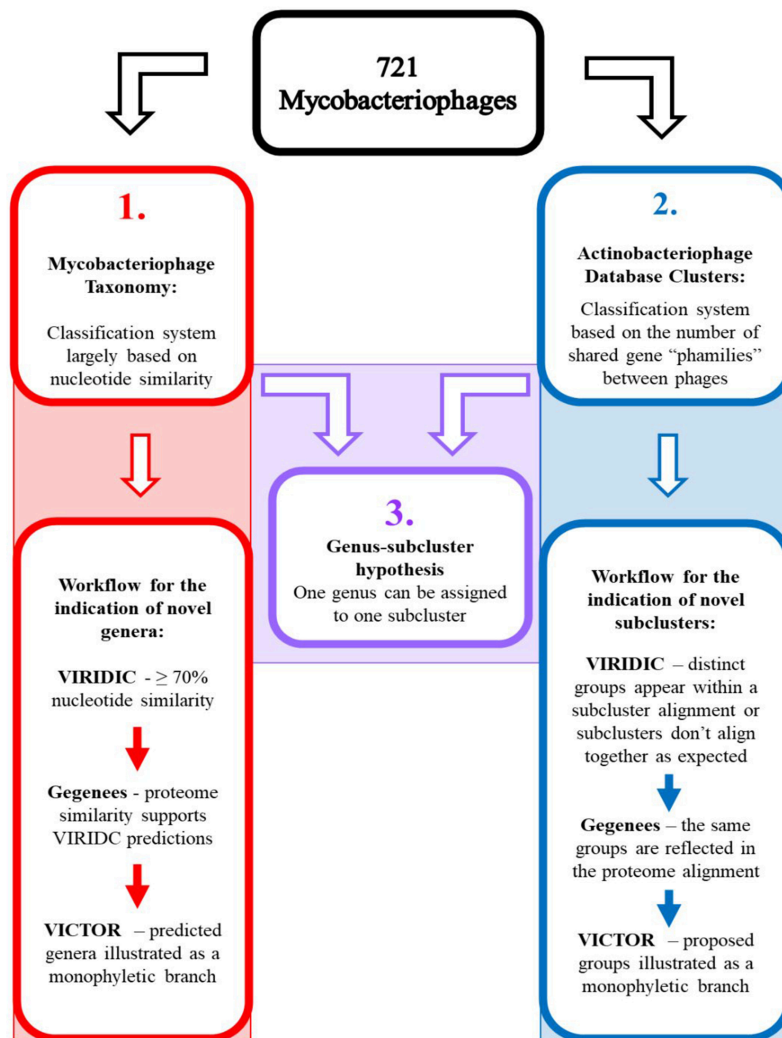 721
Mycobacteriophages
1.
Mycobacteriophage
Taxonomy:
Classification system
largely based on
nucleotide similarity
2.
Actinobacteriophage
Database Clusters:
Classification system
based on the number of
shared gene “phamilies”
between phages
3.
Genus-subcluster
hypothesis
One genus can be assigned
to one subcluster
Workflow for the
indication of novel
genera:
VIRIDIC - ≥ 70%
nucleotide similarity
Gegenees - proteome
similarity supports
VIRIDC predictions
VICTOR – predicted
genera illustrated as a
monophyletic branch
Workflow for the
indication of novel
subclusters:
VIRIDIC – distinct
groups appear within a
subcluster alignment or
subclusters don’t align
together as expected
Gegenees – the same
groups are reflected in
the proteome alignment
VICTOR – proposed
groups illustrated as a
monophyletic branch